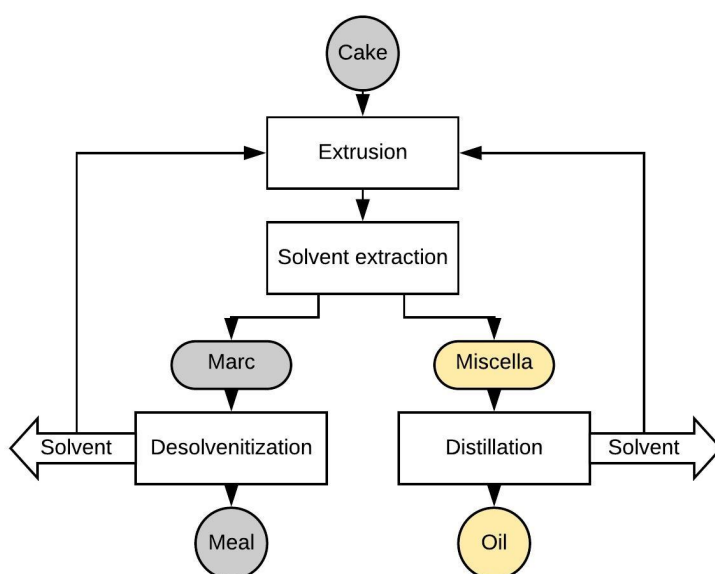 Cake
Extrusion
Solvent extraction
Marc
Miscella
Solvent
Desolvenitization
Distillation
Solvent
Meal
Oil